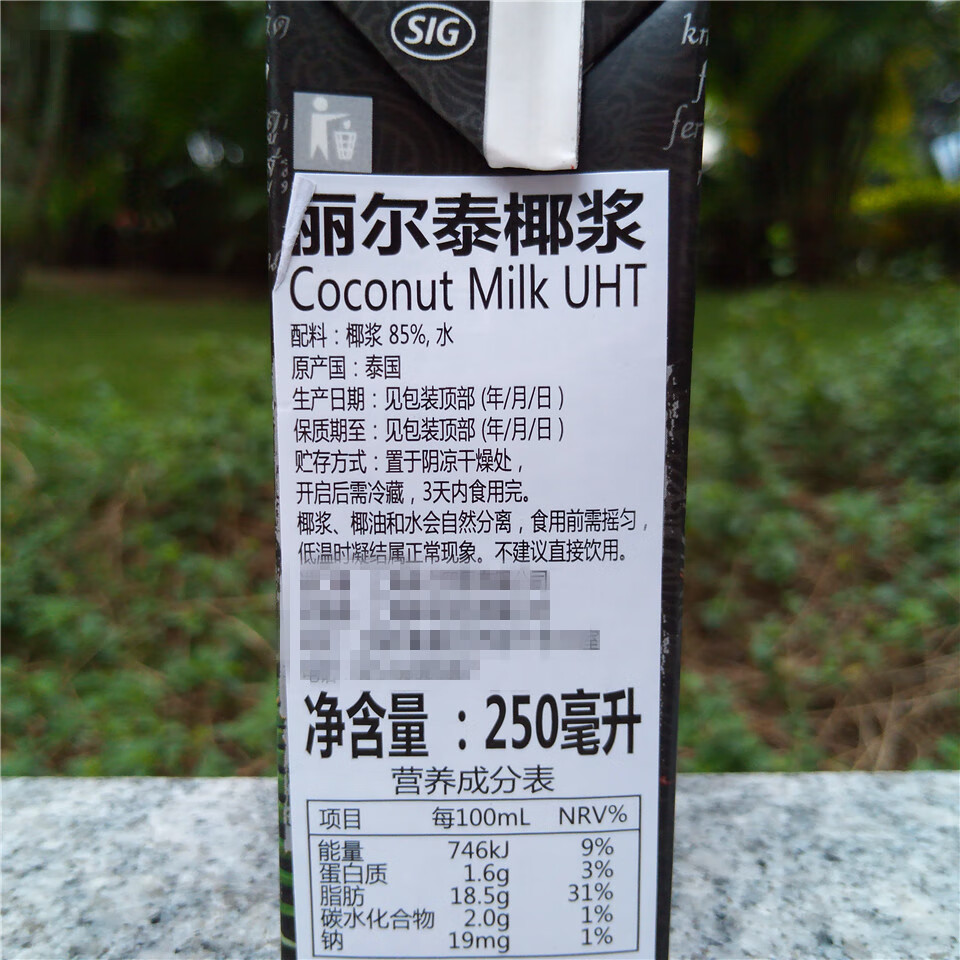 SIG
丽尔泰椰浆
Coconut Milk UHT
配料：椰浆 85%, 水
原产国：泰国
生产日期：见包装顶部 (年/月/日 )
保质期至：见包装顶部 (年/月/日 )
贮存方式：置于阴凉干燥处，
开启后需冷藏，3天内食用完。
椰浆、椰油和水会自然分离，食用前需摇匀，
低温时凝结属正常现象。不建议直接饮用。
净含量 ：250毫升
营养成分表
项目 每100mL NRV%
能量 746kJ 9%
蛋白质 1.6g 3%
脂肪 18.5g 31%
碳水化合物 2.0g 1%
钠 19mg 1%